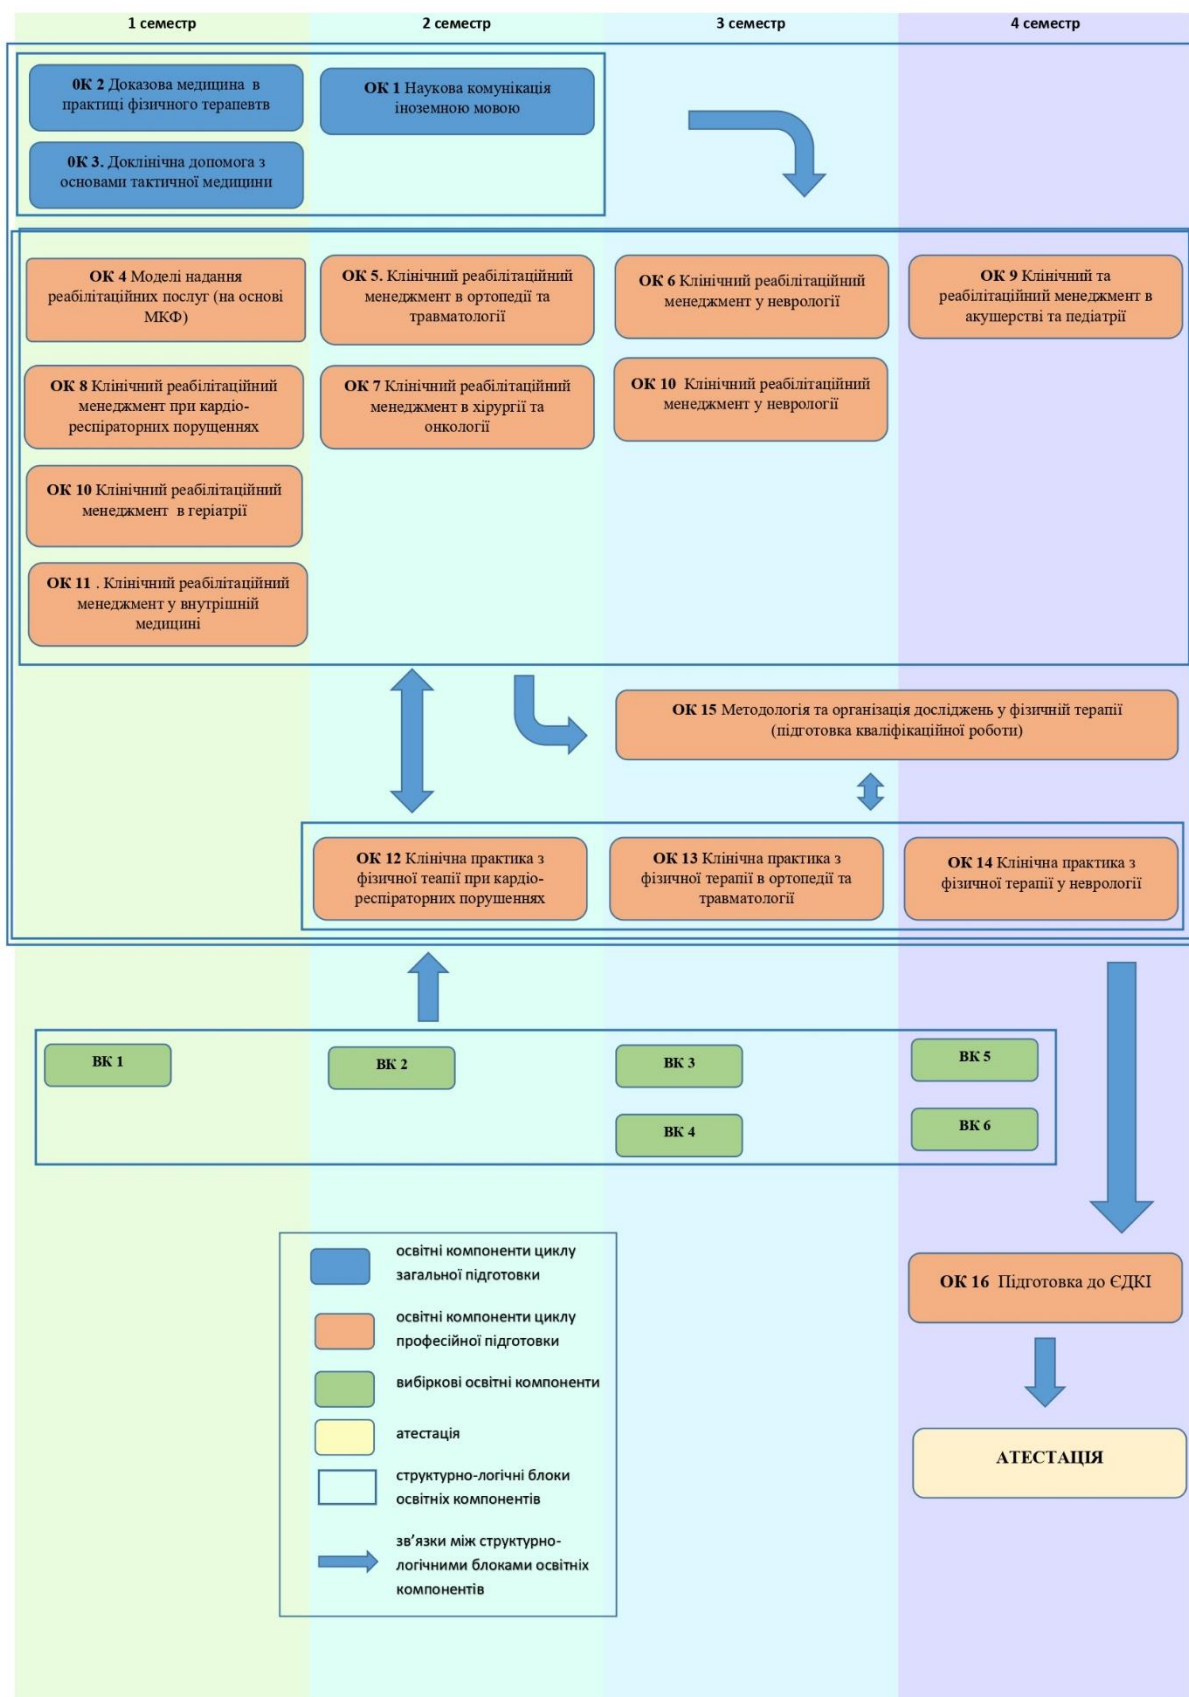 1 семестр
2 семестр
3 семестр
4 семестр
0К 2 Доказова медицина в
практиці фізичного терапевтв
ОК 1 Наукова комунікація
іноземною мовою
0К 3. Доклінічна допомога з
основами тактичної медицини
ОК 4 Моделі надання
реабілітаційних послуг (на основі
МКФ)
ОК 5. Клінічний реабілітаційний
менеджмент в ортопедії та
травматології
ОК 6 Клінічний реабілітаційний
менеджмент у неврології
ОК 9 Клінічний та
реабілітаційний менеджмент в
акушерстві та педіатрії
ОК 8 Клінічний реабілітаційний
менеджмент при кардіо-
респіраторних порущеннях
ОК 7 Клінічний реабілітаційний
менеджмент в хірургії та
онкології
ОК 10 Клінічний реабілітаційний
менеджмент у неврології
ОК 10 Клінічний реабілітаційний
менеджмент в геріатрії
ОК 11 . Клінічний реабілітаційний
менеджмент у внутрішній
медицині
ОК 15 Методологія та організація досліджень у фізичній терапії
(підготовка кваліфікаційної роботи)
ОК 12 Клінічна практика з
фізичної теапії при кардіо-
респіраторних порушеннях
ОК 13 Клінічна практика з
фізичної терапії в ортопедії та
травматології
ОК 14 Клінічна практика з
фізичної терапії у неврології
ВК 1
ВК 2
ВК 3
ВК 5
ВК 4
ВК 6
освітні компоненти циклу
загальної підготовки
освітні компоненти циклу
професійної підготовки
вибіркові освітні компоненти
атестація
структурно-логічні блоки
освітніх компонентів
зв’язки між структурно-
логічними блоками освітніх
компонентів
ОК 16 Підготовка до ЄДКІ
АТЕСТАЦІЯ